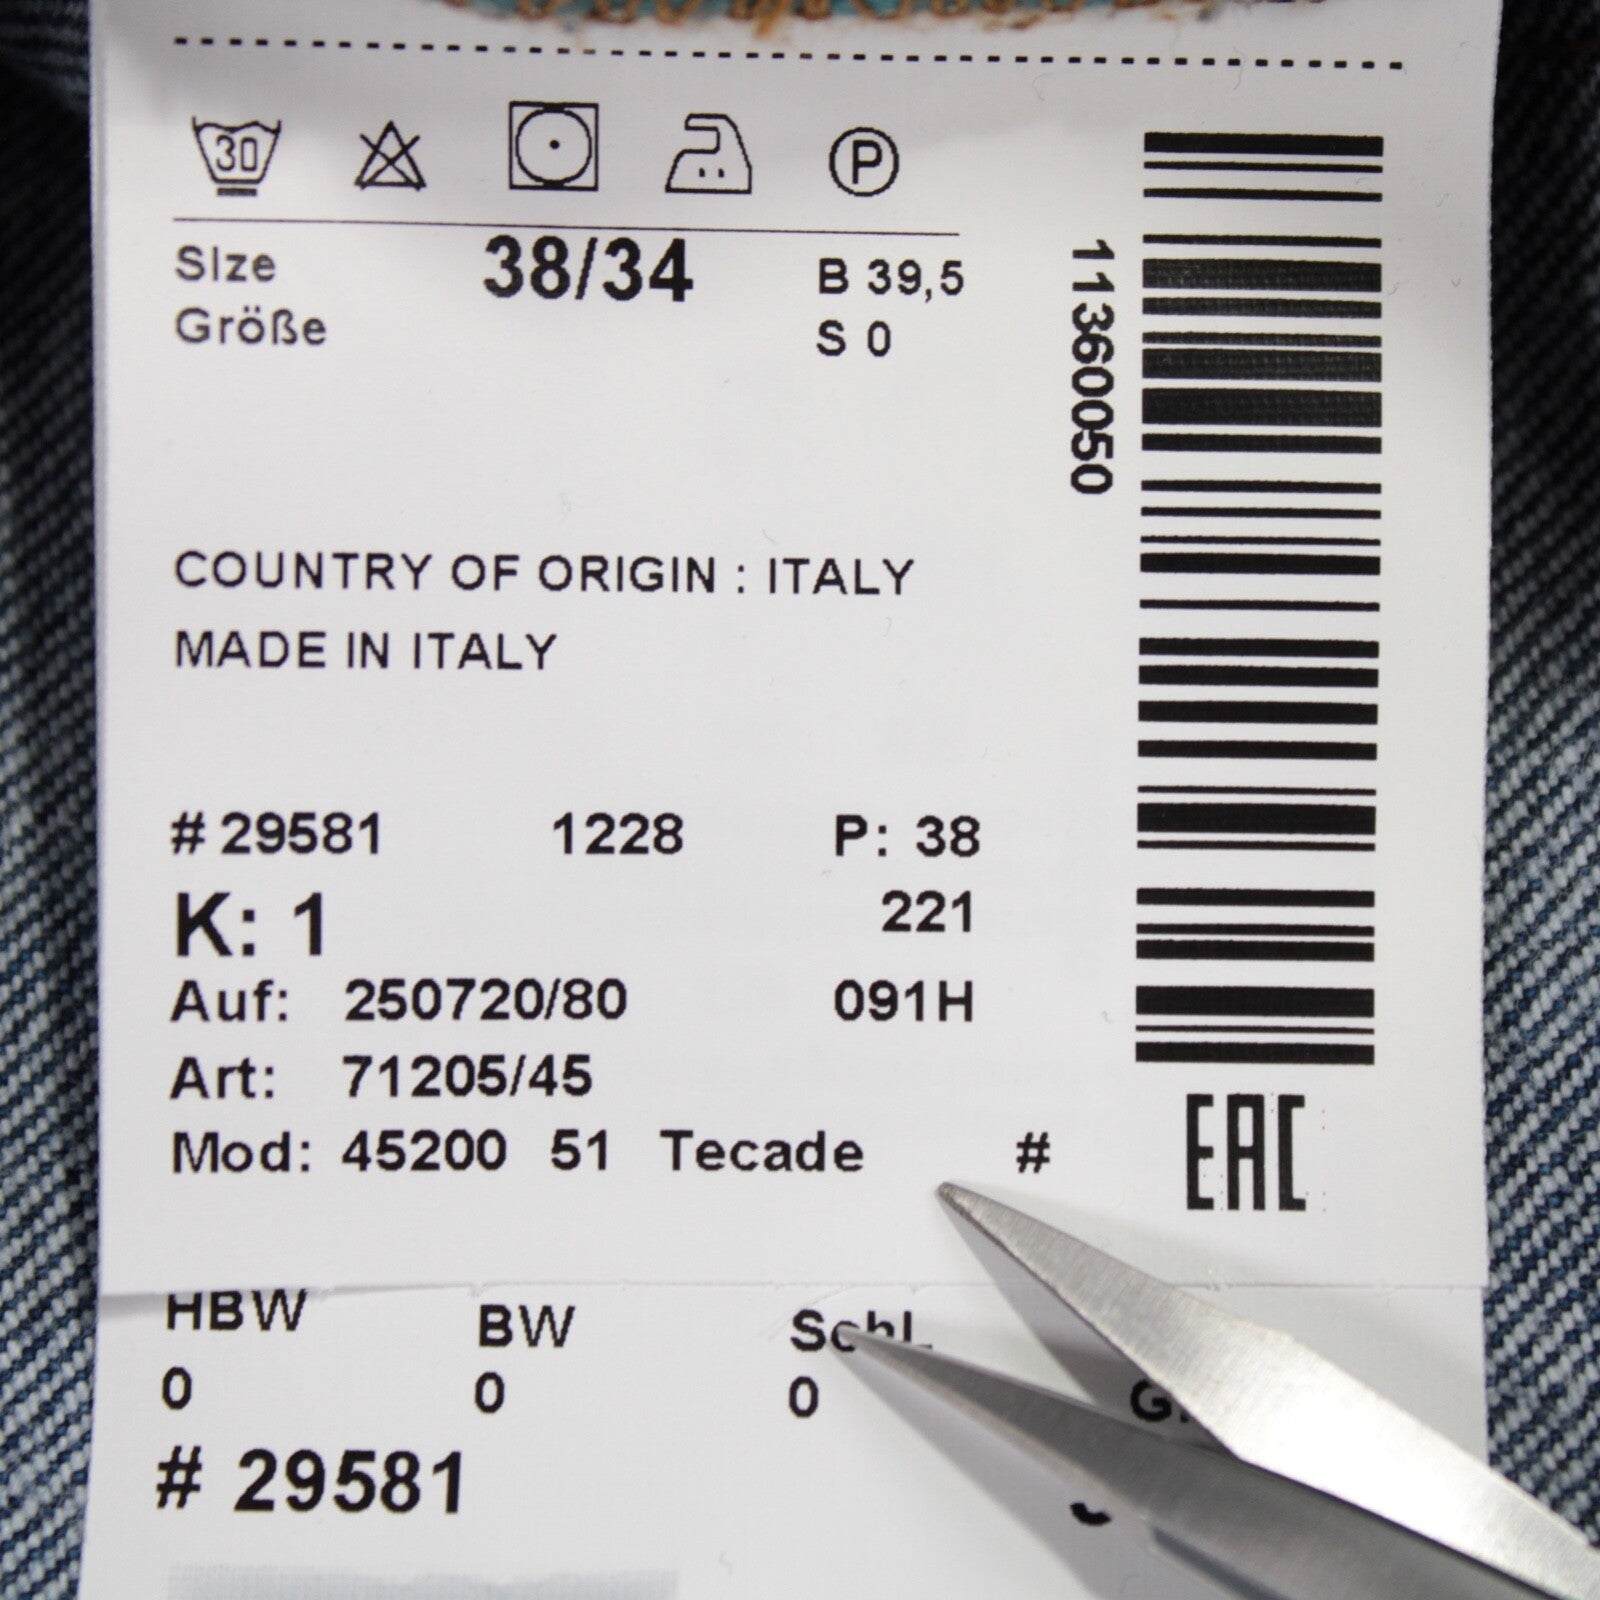 30
P
Size 38/34 B 39,5
Größe S 0
11360050
COUNTRY OF ORIGIN : ITALY
MADE IN ITALY
# 29581 1228 P: 38
K: 1 221
Auf: 250720/80 091H
Art: 71205/45
Mod: 45200 51 Tecade #
EAC
HBW BW SchL
0 0 0
# 29581